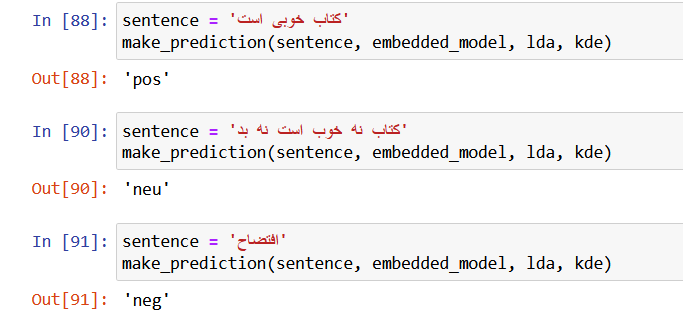 In [88]: sentence = 'کتاب خوبی است'
make_prediction(sentence, embedded_model, lda, kde)
Out[88]: 'pos'
In [90]: sentence = 'کتاب نه خوب است نه بد'
make_prediction(sentence, embedded_model, lda, kde)
Out[90]: 'neu'
In [91]: sentence = 'افتضاح'
make_prediction(sentence, embedded_model, lda, kde)
Out[91]: 'neg'